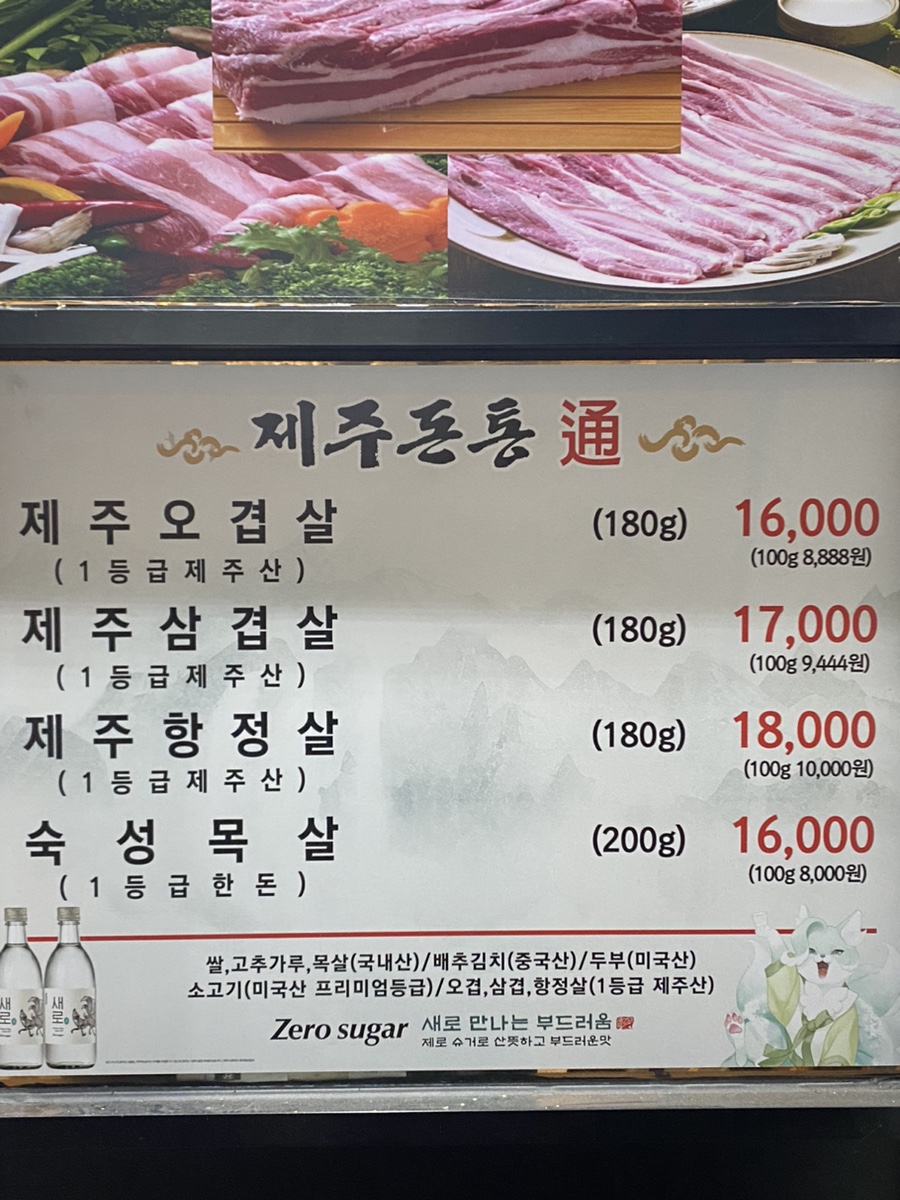 제주돈통 通
제주오겹살 (180g) 16,000
(1등급제주산) (100g 8,888원)
제주삼겹살 (180g) 17,000
(1등급제주산) (100g 9,444원)
제주항정살 (180g) 18,000
(1등급제주산) (100g 10,000원)
숙성목살 (200g) 16,000
(1등급한돈) (100g 8,000원)
쌀,고추가루,목살(국내산)/배추김치(중국산)/두부(미국산)
소고기(미국산 프리미엄등급)/오겹,삼겹,항정살(1등급 제주산)
Zero sugar 새로 만나는 부드러움
제로 슈거로 산뜻하고 부드러운맛
새로
새로